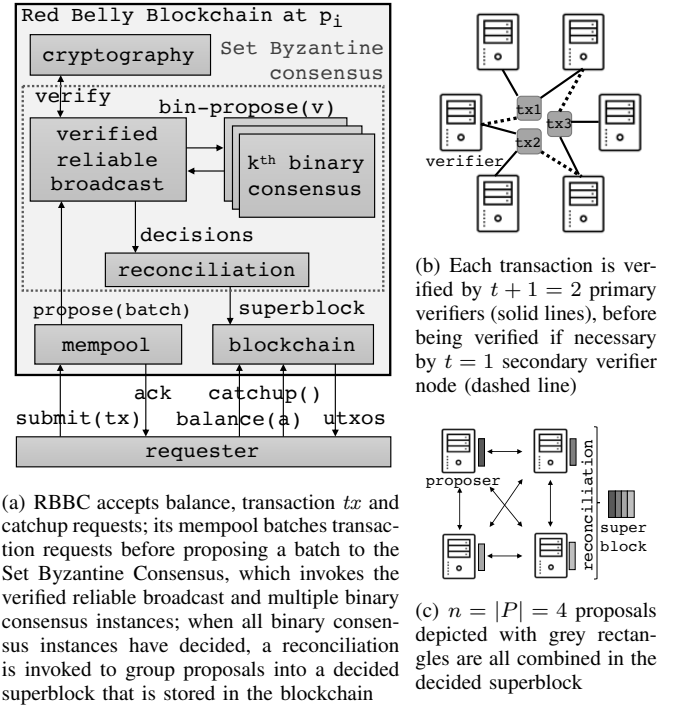 Red Belly Blockchain at pᵢ
cryptography
Set Byzantine
consensus
verify
bin-propose(v)
verified
reliable
broadcast
kᵗʰ binary
consensus
decisions
reconciliation
propose(batch)
superblock
mempool
blockchain
ack
catchup()
submit(tx)
balance(a)
utxos
requester
(a) RBBC accepts balance, transaction tx and
catchup requests; its mempool batches transac-
tion requests before proposing a batch to the
Set Byzantine Consensus, which invokes the
verified reliable broadcast and multiple binary
consensus instances; when all binary consen-
sus instances have decided, a reconciliation
is invoked to group proposals into a decided
superblock that is stored in the blockchain
tx1
tx3
tx2
verifier
(b) Each transaction is ver-
ified by t + 1 = 2 primary
verifiers (solid lines), before
being verified if necessary
by t = 1 secondary verifier
node (dashed line)
proposer
reconciliation
super
block
(c) n = |P| = 4 proposals
depicted with grey rectan-
gles are all combined in the
decided superblock